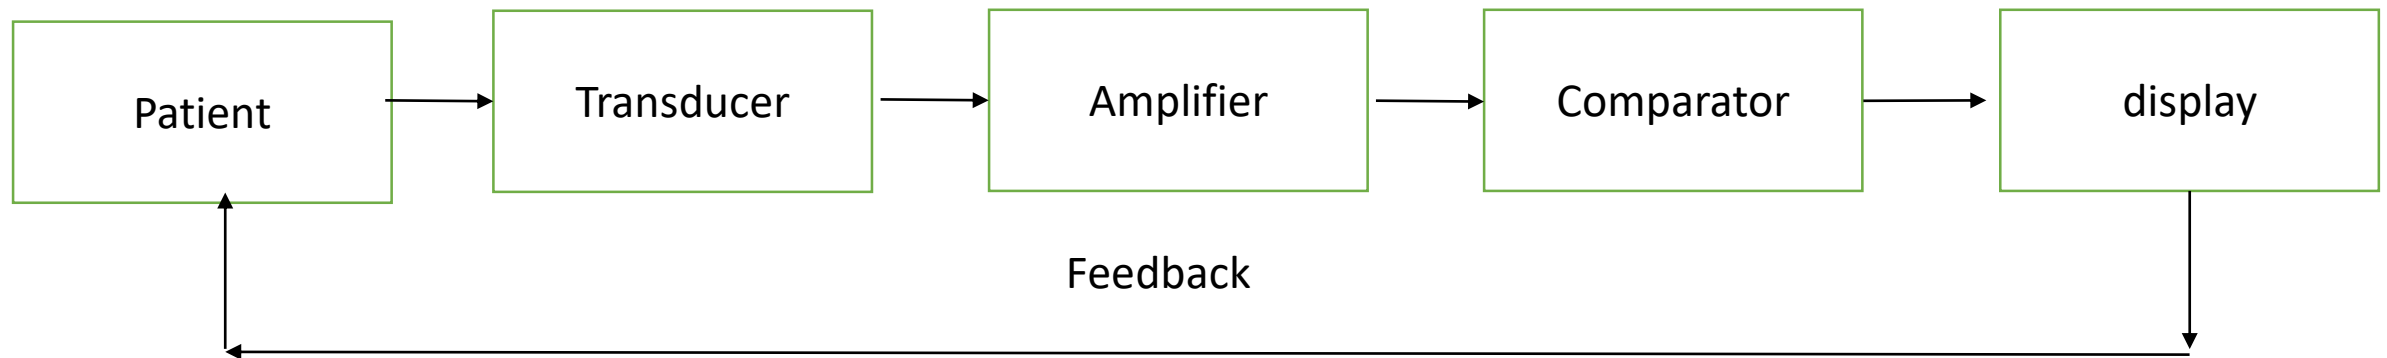 Patient
Transducer
Amplifier
Comparator
display
Feedback